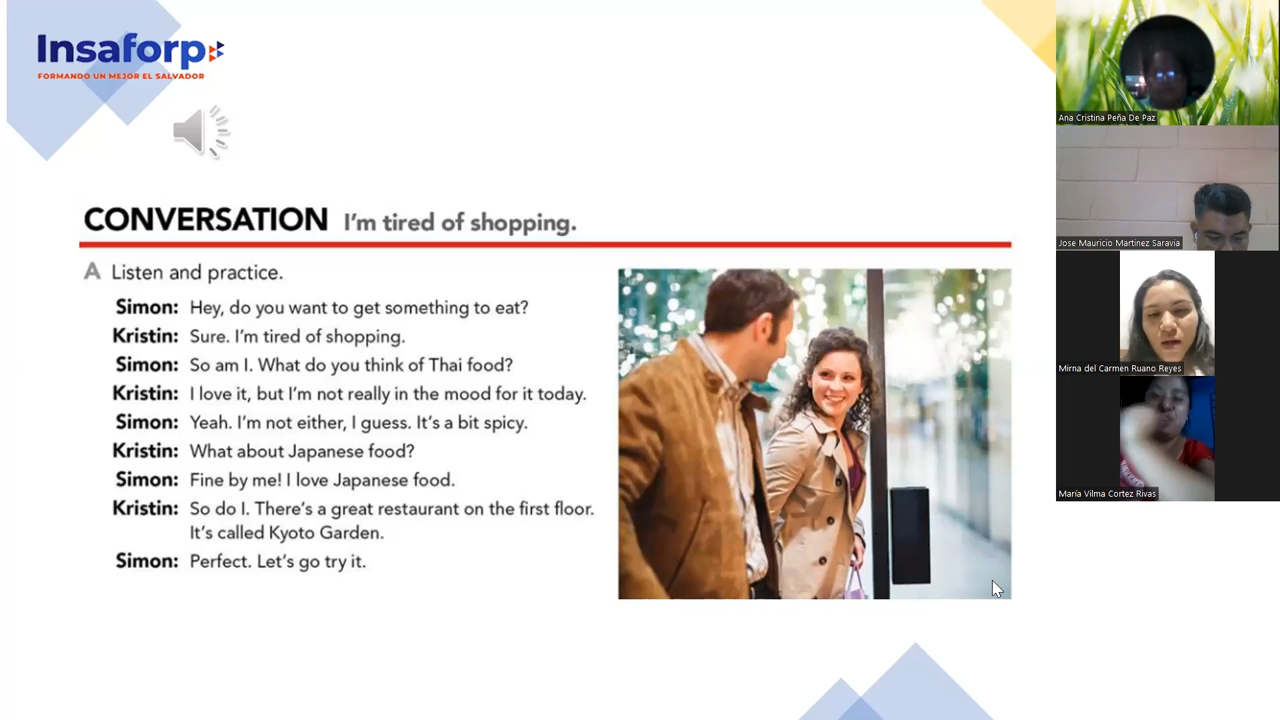 Insaforp
FORMANDO UN MEJOR EL SALVADOR
CONVERSATION I'm tired of shopping.
A Listen and practice.
Simon: Hey, do you want to get something to eat?
Kristin: Sure. I'm tired of shopping.
Simon: So am I. What do you think of Thai food?
Kristin: I love it, but I'm not really in the mood for it today.
Simon: Yeah. I'm not either, I guess. It's a bit spicy.
Kristin: What about Japanese food?
Simon: Fine by me! I love Japanese food.
Kristin: So do I. There's a great restaurant on the first floor.
It's called Kyoto Garden.
Simon: Perfect. Let's go try it.
Ana Cristina Peña De Paz
Jose Mauricio Martinez Saravia
Mirna del Carmen Ruano Reyes
María Vilma Cortez Rivas